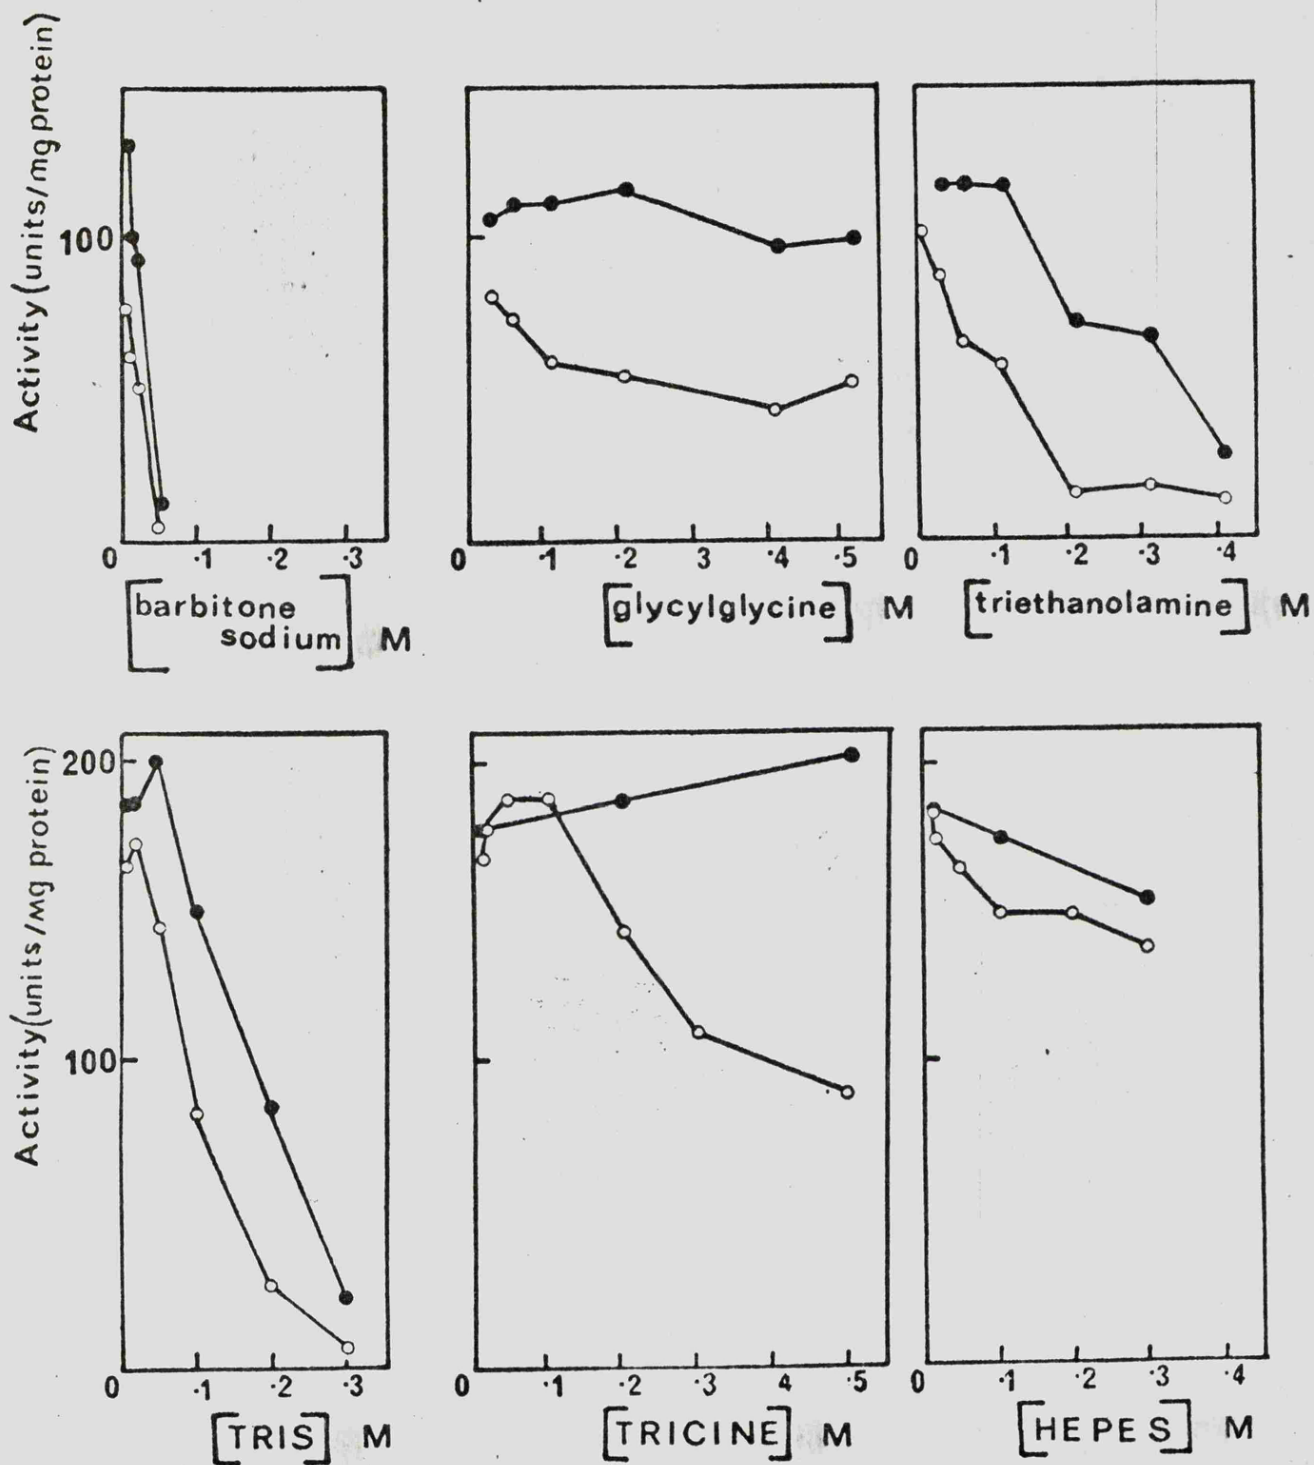 Activity(units/mg protein)
100
0 ·1 ·2 ·3
[barbitone
sodium] M
0 ·1 ·2 3 ·4 ·5
[glycylglycine] M
0 ·1 ·2 ·3 ·4
[triethanolamine] M
Activity(units/mg protein)
200
100
0 ·1 ·2 ·3
[TRIS] M
0 ·1 ·2 ·3 4 ·5
[TRICINE] M
0 ·1 ·2 ·3 ·4
[HEPES] M